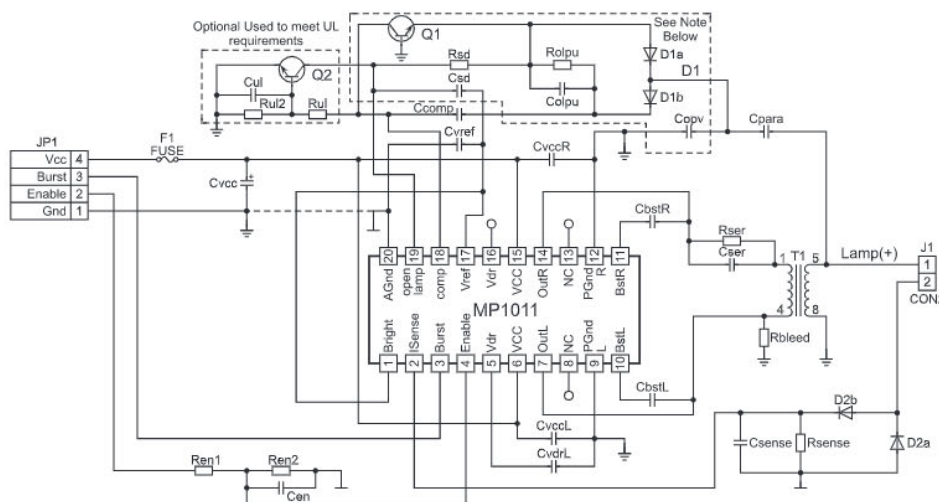 Optional Used to meet UL
requirements
Q1
See Note
Below
Q2
Rsd
Rolpu
D1a
D1
Cul
Csd
Colpu
D1b
Rul2
Rul
Ccomp
Copv
Cpara
Cvref
JP1
F1
FUSE
CvccR
Vcc 4
Burst 3
Enable 2
Gnd 1
Cvcc
+
CbstR
Rser
Cser
20 19 18 17 16 15 14 13 12 11
AGnd
open
lamp
comp
Vref
Vdr
VCC
OutR
NC
PGnd
R
BstR
MP1011
Bright
ISense
Burst
Enable
Vdr
VCC
OutL
NC
PGnd
L
BstL
1 2 3 4 5 6 7 8 9 10
1 T1 5
4 8
Lamp(+)
J1
1
2
Rbleed
CbstL
D2b
CvccL
CvdrL
Csense
Rsense
D2a
Ren1
Ren2
Cen